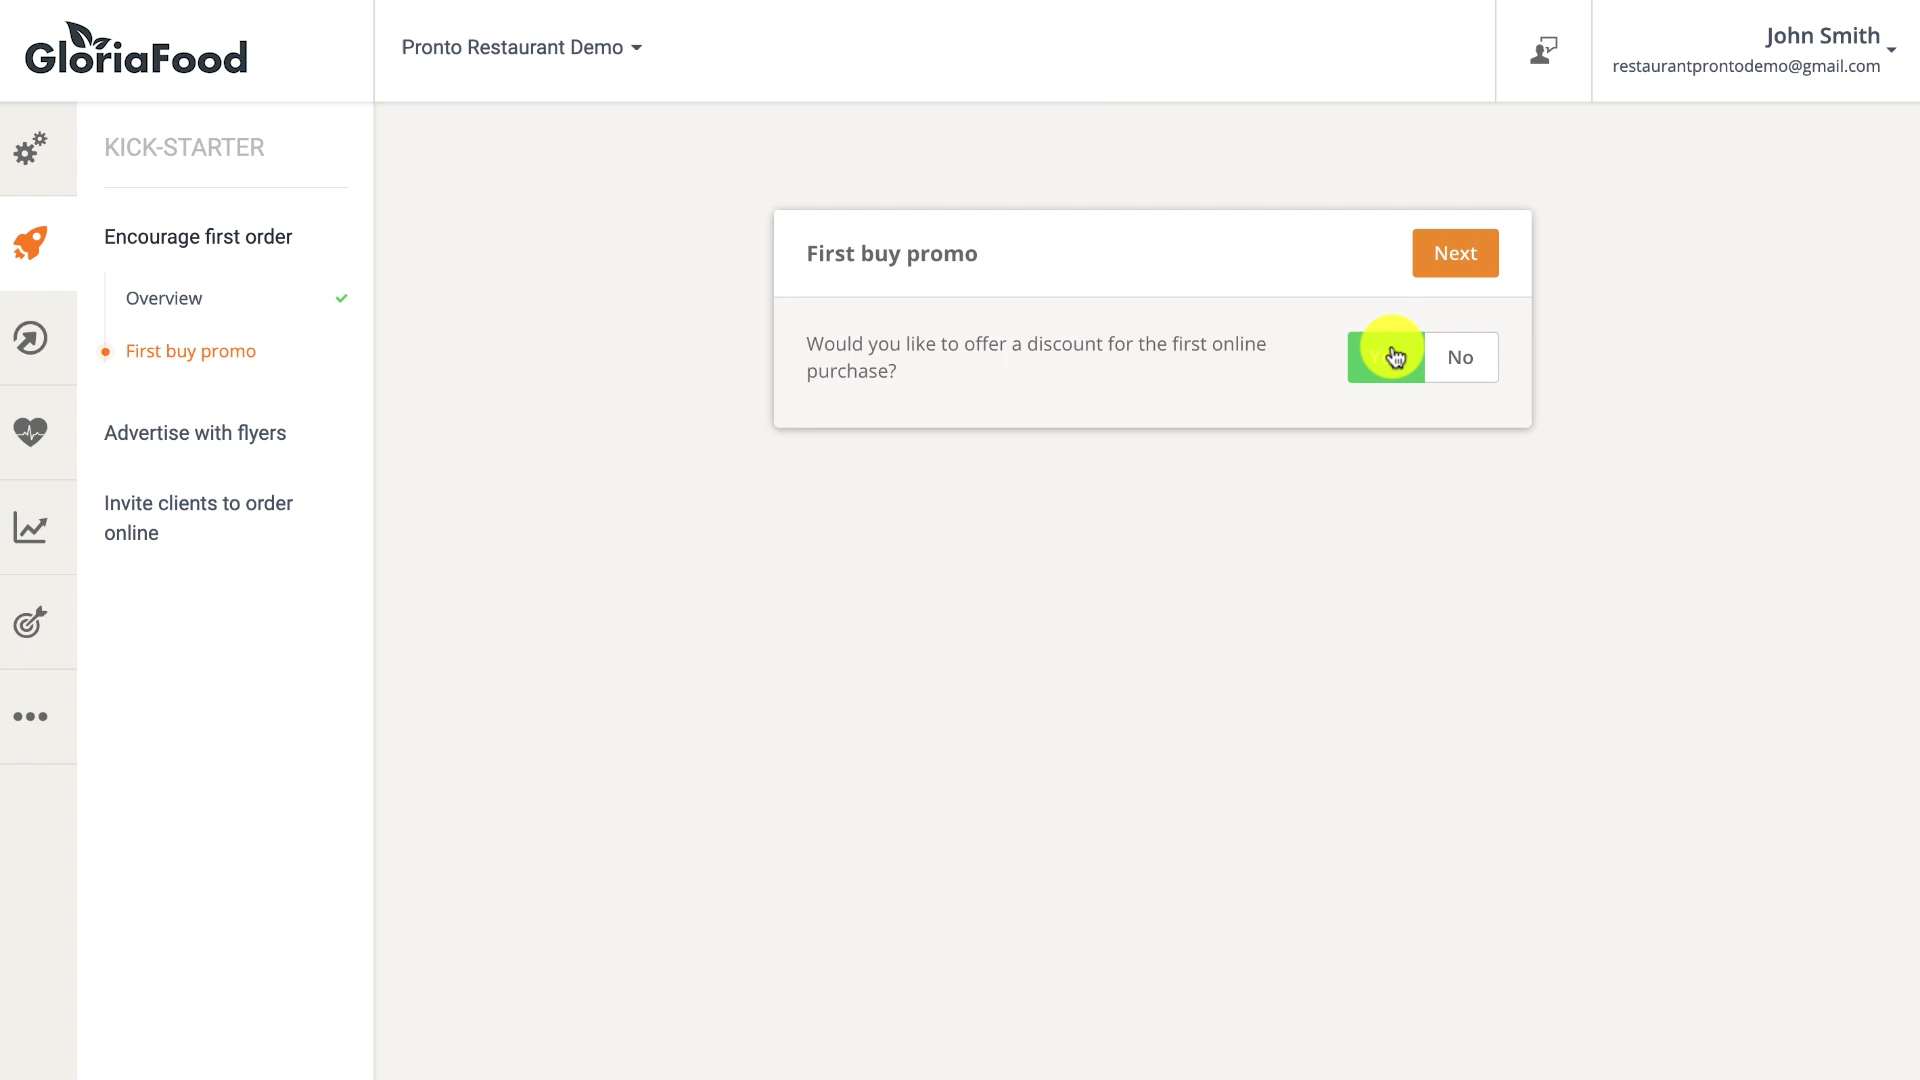 GloriaFood
Pronto Restaurant Demo
John Smith
restaurantprontodemo@gmail.com
KICK-STARTER
Encourage first order
Overview
First buy promo
Advertise with flyers
Invite clients to order
online
First buy promo
Next
Would you like to offer a discount for the first online
purchase?
No